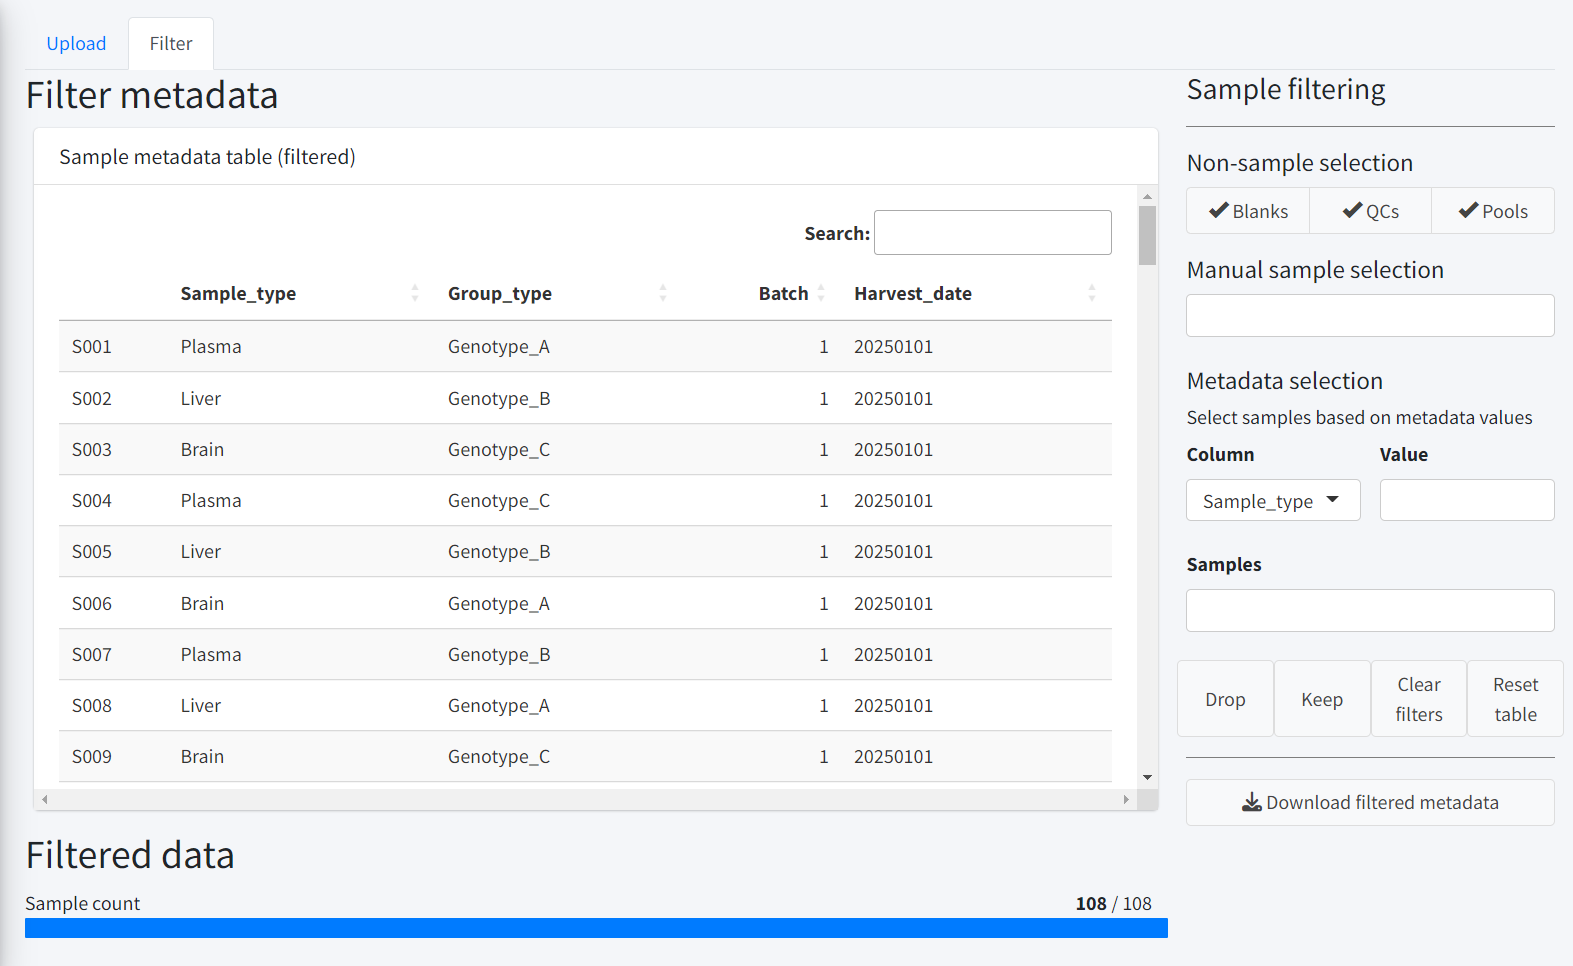 Upload Filter
Filter metadata
Sample metadata table (filtered)
Search:
Sample_type Group_type Batch Harvest_date
S001 Plasma Genotype_A 1 20250101
S002 Liver Genotype_B 1 20250101
S003 Brain Genotype_C 1 20250101
S004 Plasma Genotype_C 1 20250101
S005 Liver Genotype_B 1 20250101
S006 Brain Genotype_A 1 20250101
S007 Plasma Genotype_B 1 20250101
S008 Liver Genotype_A 1 20250101
S009 Brain Genotype_C 1 20250101
Filtered data
Sample count 108 / 108
Sample filtering
Non-sample selection
Blanks QCs Pools
Manual sample selection
Metadata selection
Select samples based on metadata values
Column Value
Sample_type
Samples
Drop Keep Clear filters Reset table
Download filtered metadata